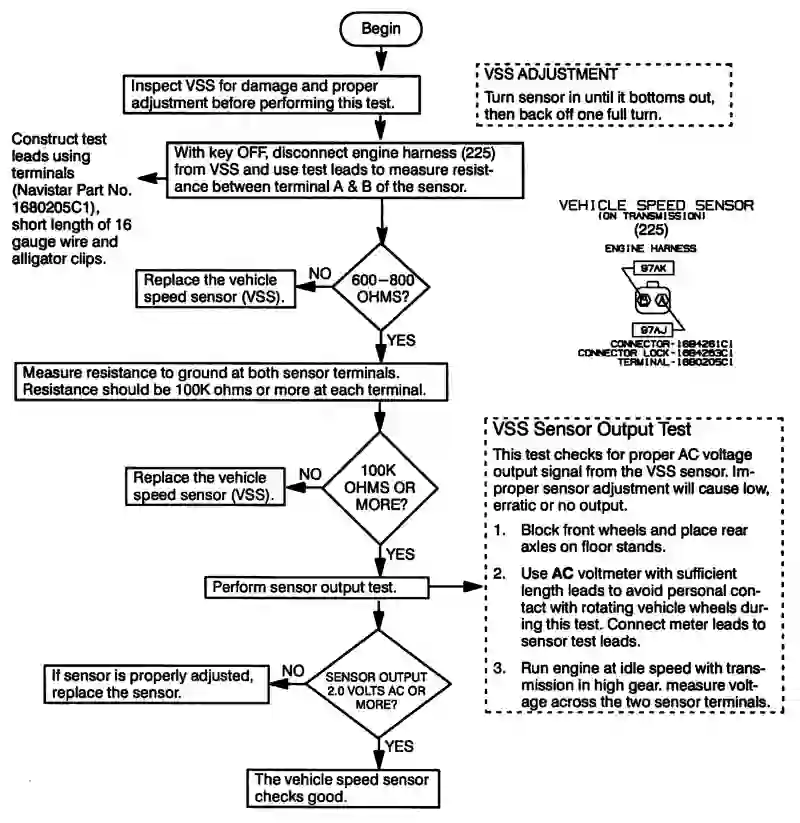 Begin
Inspect VSS for damage and proper
adjustment before performing this test.
VSS ADJUSTMENT
Turn sensor in until it bottoms out,
then back off one full turn.
Construct test
leads using
terminals
(Navistar Part No.
1680205C1),
short length of 16
gauge wire and
alligator clips.
With key OFF, disconnect engine harness (225)
from VSS and use test leads to measure resist-
ance between terminal A & B of the sensor.
VEHICLE SPEED SENSOR
(ON TRANSMISSION)
(225)
ENGINE HARNESS
97AK
B A
97AJ
CONNECTOR-1684261C1
CONNECTOR LOCK-1684263C1
TERMINAL-1680205C1
600-800
OHMS?
NO
Replace the vehicle
speed sensor (VSS).
YES
Measure resistance to ground at both sensor terminals.
Resistance should be 100K ohms or more at each terminal.
100K
OHMS OR
MORE?
NO
Replace the vehicle
speed sensor (VSS).
YES
Perform sensor output test.
VSS Sensor Output Test
This test checks for proper AC voltage
output signal from the VSS sensor. Im-
proper sensor adjustment will cause low,
erratic or no output.
1. Block front wheels and place rear
axles on floor stands.
2. Use AC voltmeter with sufficient
length leads to avoid personal con-
tact with rotating vehicle wheels dur-
ing this test. Connect meter leads to
sensor test leads.
3. Run engine at idle speed with trans-
mission in high gear. measure volt-
age across the two sensor terminals.
SENSOR OUTPUT
2.0 VOLTS AC OR
MORE?
NO
If sensor is properly adjusted,
replace the sensor.
YES
The vehicle speed sensor
checks good.